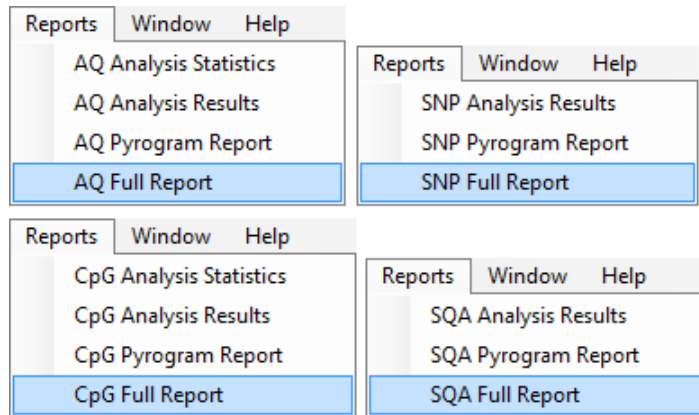 Reports Window Help
AQ Analysis Statistics
AQ Analysis Results
AQ Pyrogram Report
AQ Full Report
Reports Window Help
SNP Analysis Results
SNP Pyrogram Report
SNP Full Report
Reports Window Help
CpG Analysis Statistics
CpG Analysis Results
CpG Pyrogram Report
CpG Full Report
Reports Window Help
SQA Analysis Results
SQA Pyrogram Report
SQA Full Report